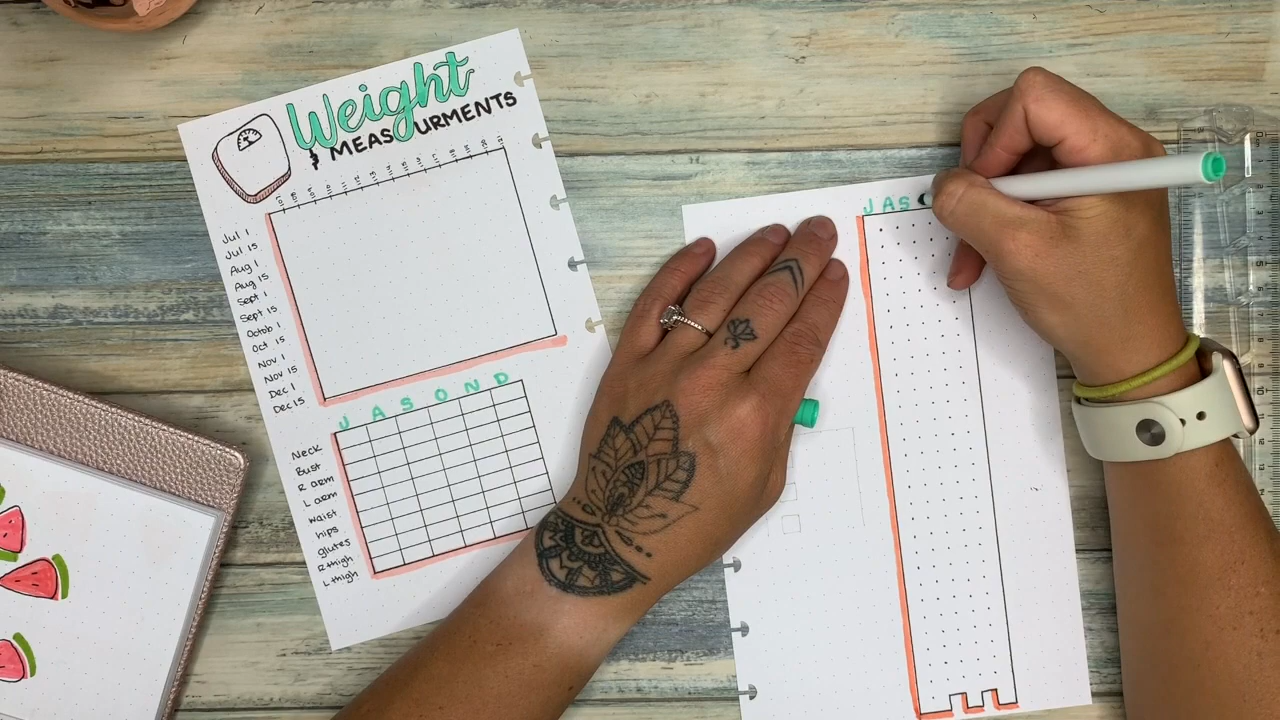 Weight
& MEASURMENTS
Jul 1
Jul 15
Aug 1
Aug 15
Sept 1
Sept 15
Octob 1
Oct 15
Nov 1
Nov 15
Dec 1
Dec 15
J A S O N D
Neck
Bust
R arm
L arm
Waist
hips
glutes
R thigh
L thigh
J A S